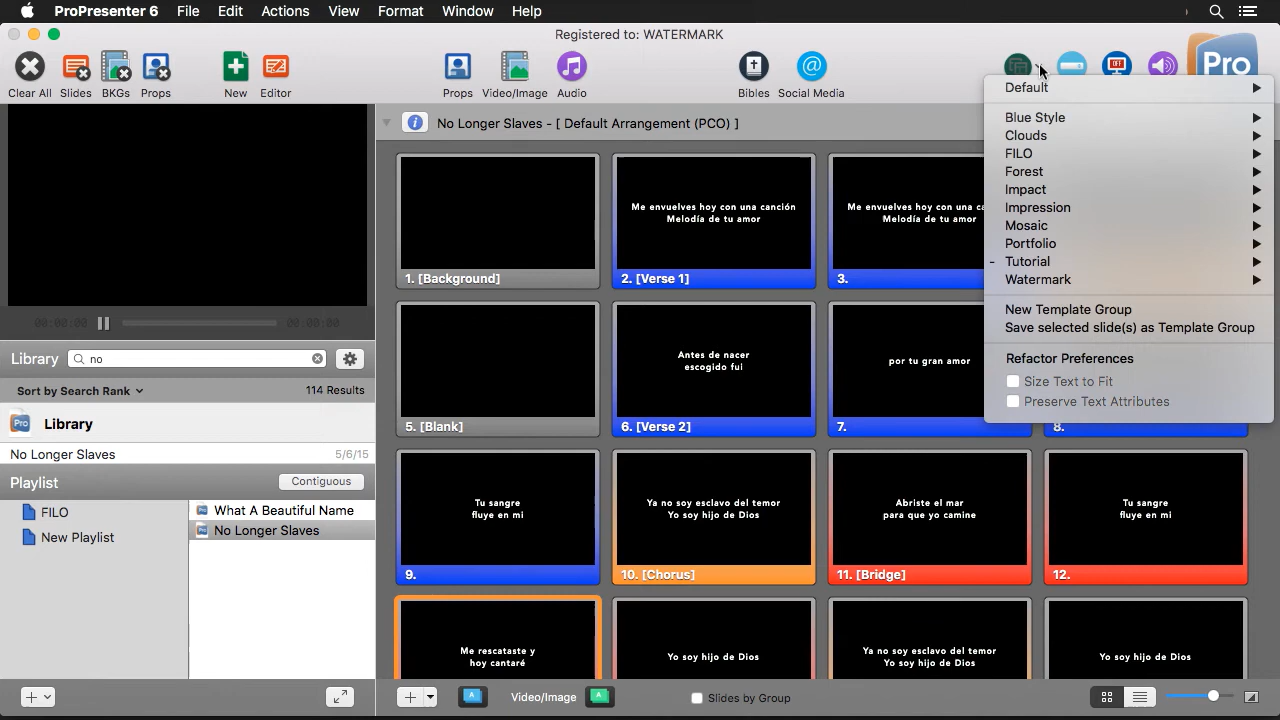 ProPresenter 6 File Edit Actions View Format Window Help
Registered to: WATERMARK
Clear All Slides BKGs Props New Editor Props Video/Image Audio Bibles Social Media
OFF
Pro
No Longer Slaves - [ Default Arrangement (PCO) ]
Default
Blue Style
Clouds
FILO
Forest
Impact
Impression
Mosaic
Portfolio
- Tutorial
Watermark
New Template Group
Save selected slide(s) as Template Group
Refactor Preferences
Size Text to Fit
Preserve Text Attributes
1. [Background]
Me envuelves hoy con una canción
Melodía de tu amor
2. [Verse 1]
Me envuelves hoy con una ca
Melodía de tu amor
3.
5. [Blank]
Antes de nacer
escogido fui
6. [Verse 2]
por tu gran amor
7.
8.
Tu sangre
fluye en mi
9.
Ya no soy esclavo del temor
Yo soy hijo de Dios
10. [Chorus]
Abriste el mar
para que yo camine
11. [Bridge]
Tu sangre
fluye en mi
12.
Me rescataste y
hoy cantaré
Yo soy hijo de Dios
Ya no soy esclavo del temor
Yo soy hijo de Dios
Yo soy hijo de Dios
00:00:00 00:00:00
Library no
Sort by Search Rank 114 Results
Pro Library
No Longer Slaves 5/6/15
Playlist Contiguous
FILO
New Playlist
What A Beautiful Name
No Longer Slaves
A Video/Image A Slides by Group